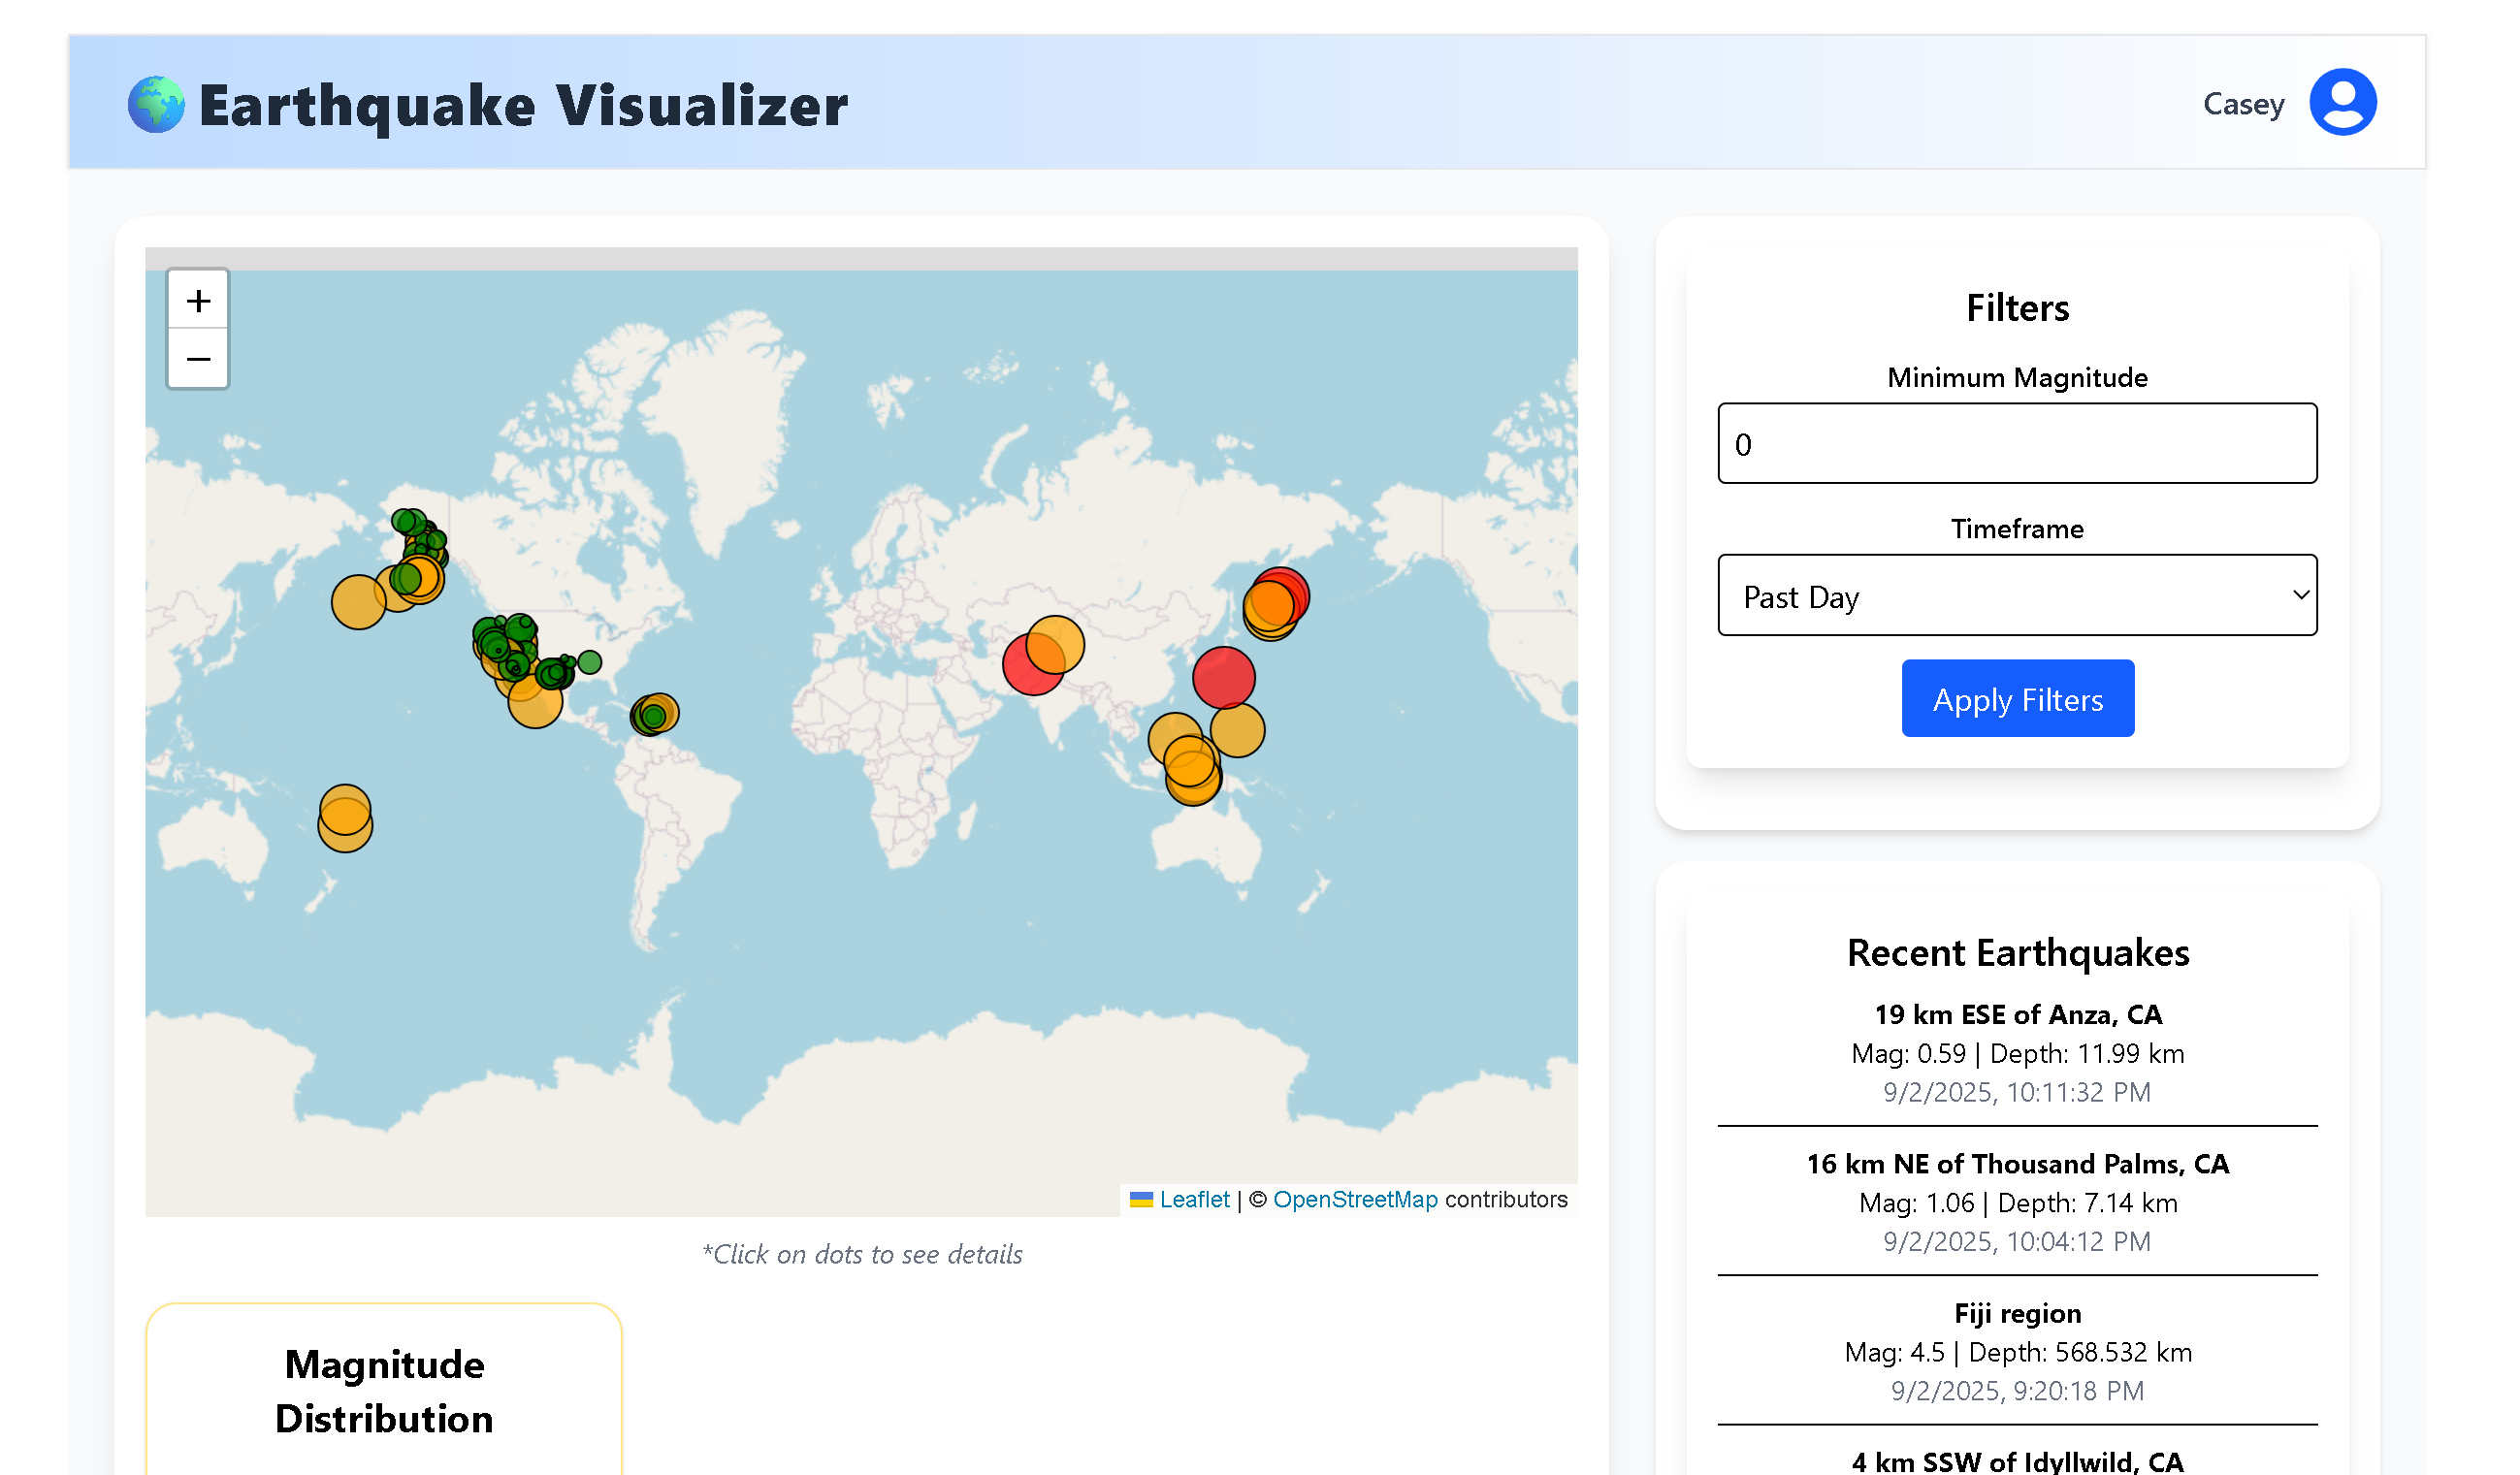 Earthquake Visualizer
Casey
+
−
Leaflet | © OpenStreetMap contributors
*Click on dots to see details
Magnitude
Distribution
Filters
Minimum Magnitude
0
Timeframe
Past Day
Apply Filters
Recent Earthquakes
19 km ESE of Anza, CA
Mag: 0.59 | Depth: 11.99 km
9/2/2025, 10:11:32 PM
16 km NE of Thousand Palms, CA
Mag: 1.06 | Depth: 7.14 km
9/2/2025, 10:04:12 PM
Fiji region
Mag: 4.5 | Depth: 568.532 km
9/2/2025, 9:20:18 PM
4 km SSW of Idyllwild, CA